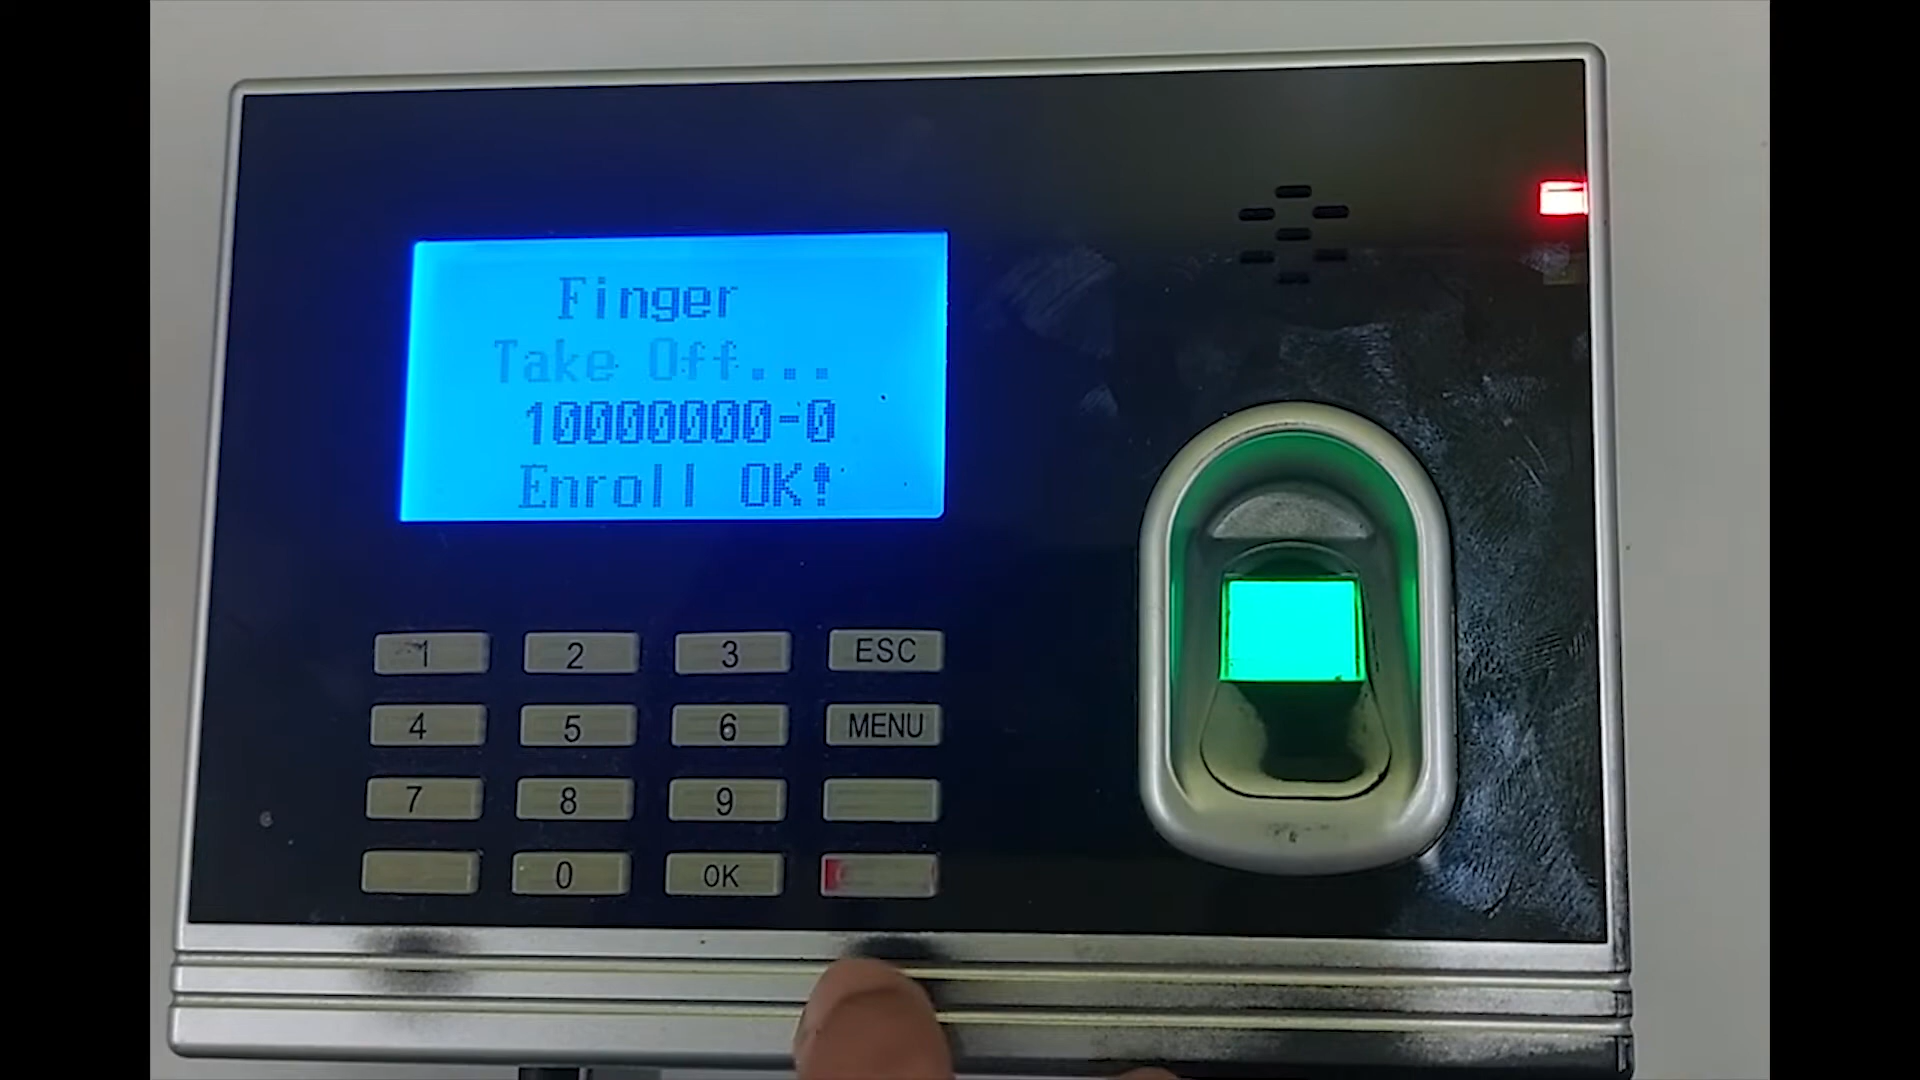 Finger
Take Off...
10000000-0
Enroll OK!
1 2 3 ESC
4 5 6 MENU
7 8 9
0 OK